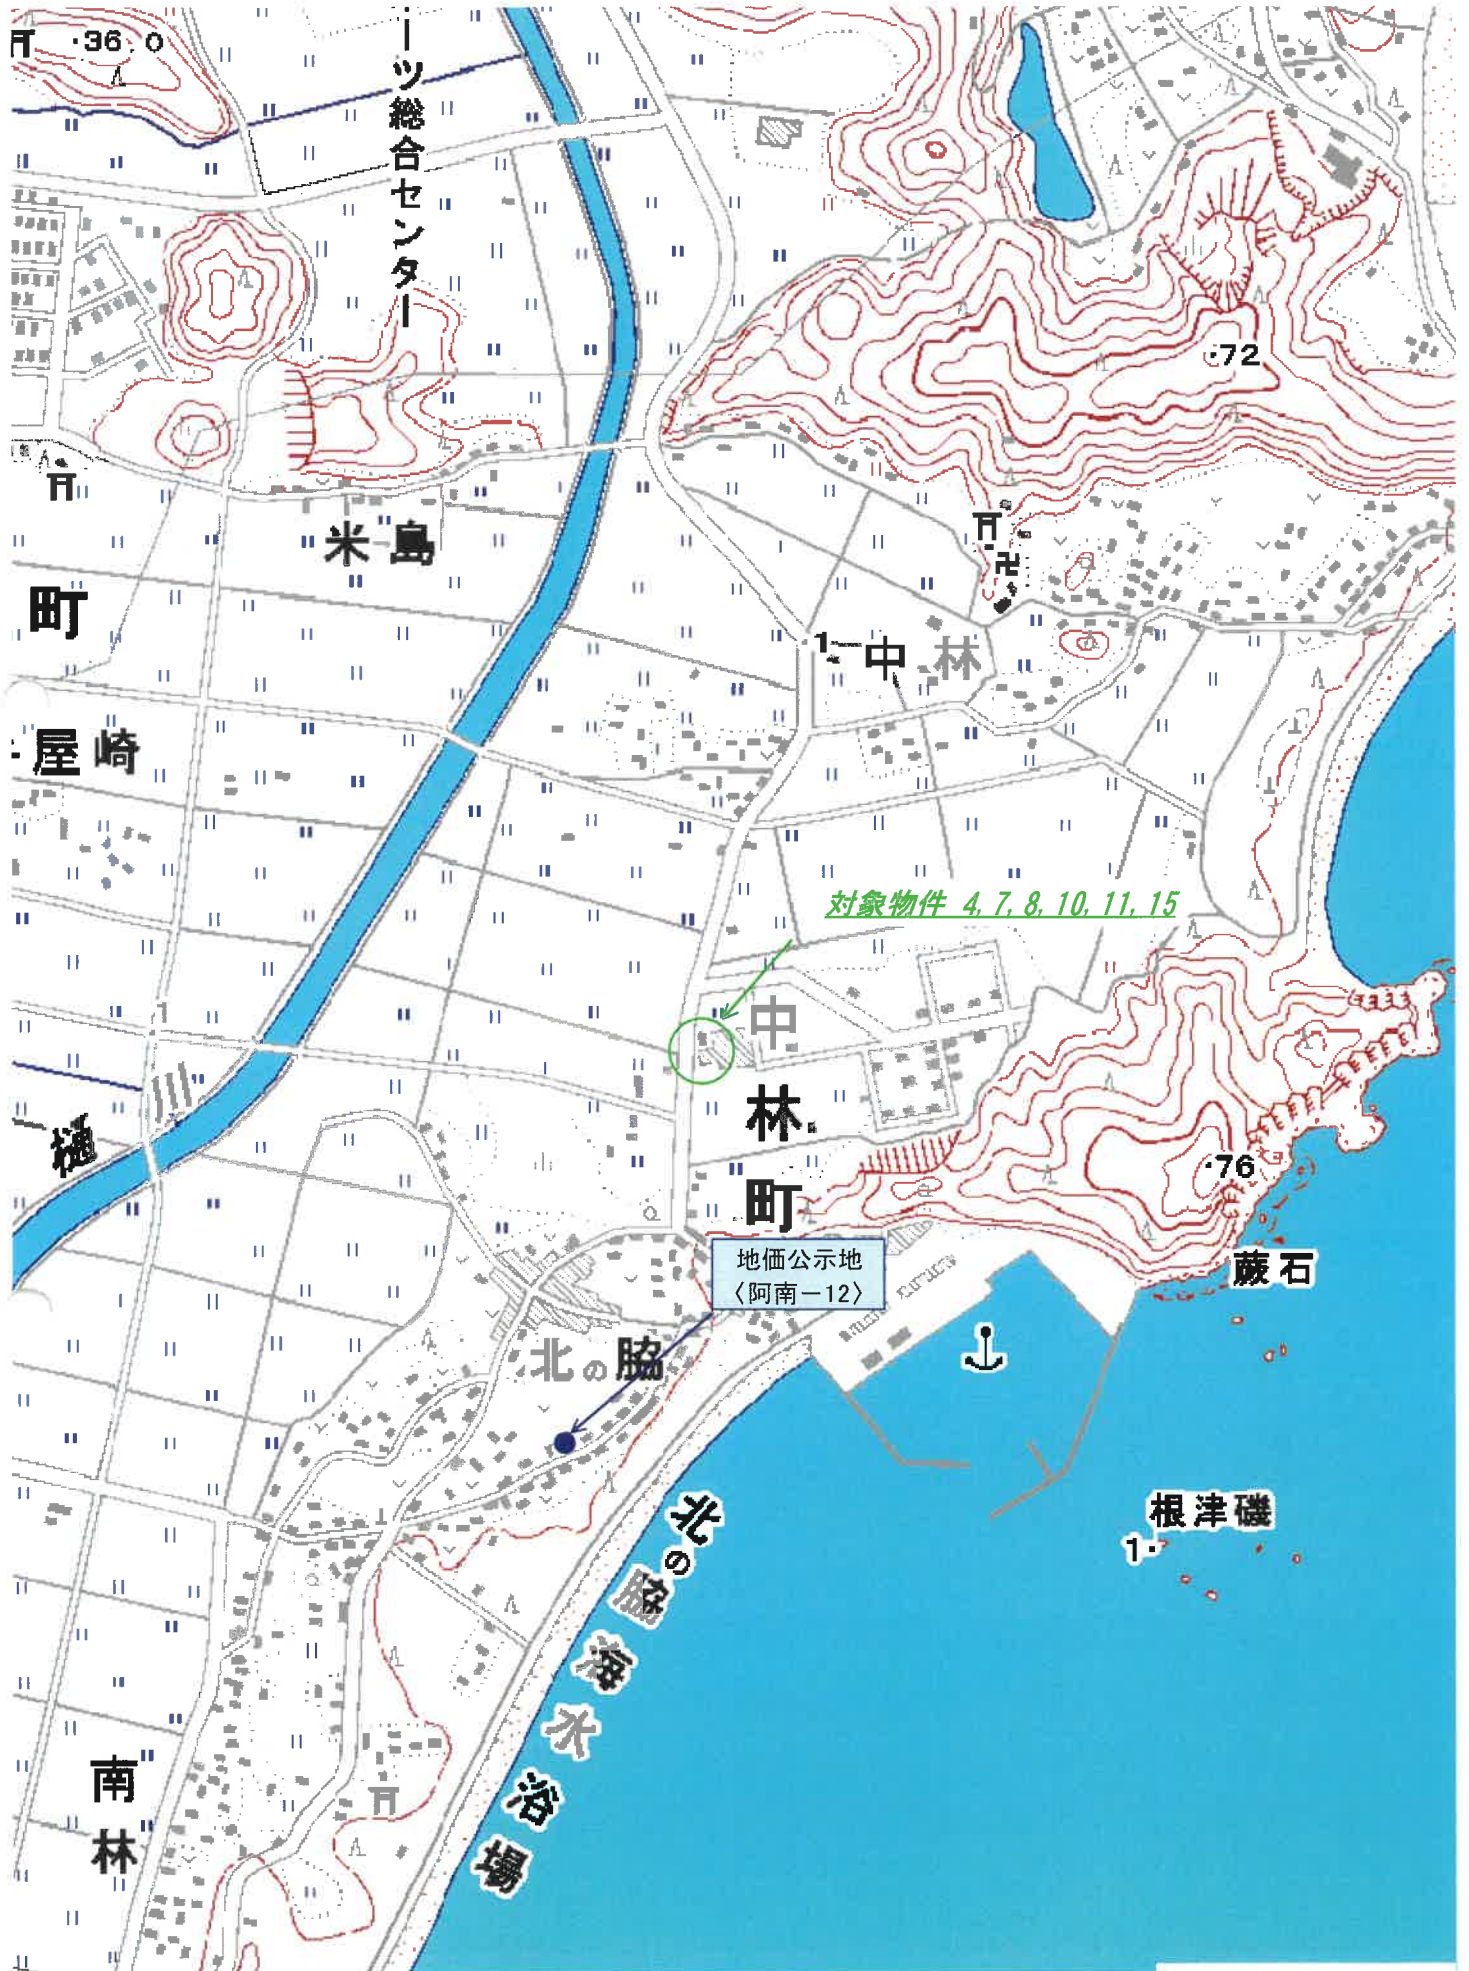 36.0
ーツ総合センター
72
米島
町
1
中林
屋崎
対象物件 4, 7, 8, 10, 11, 15
中林町
樋
76
地価公示地
〈阿南－12〉
蕨石
北の脇
根津磯
1
北の脇海水浴場
南林